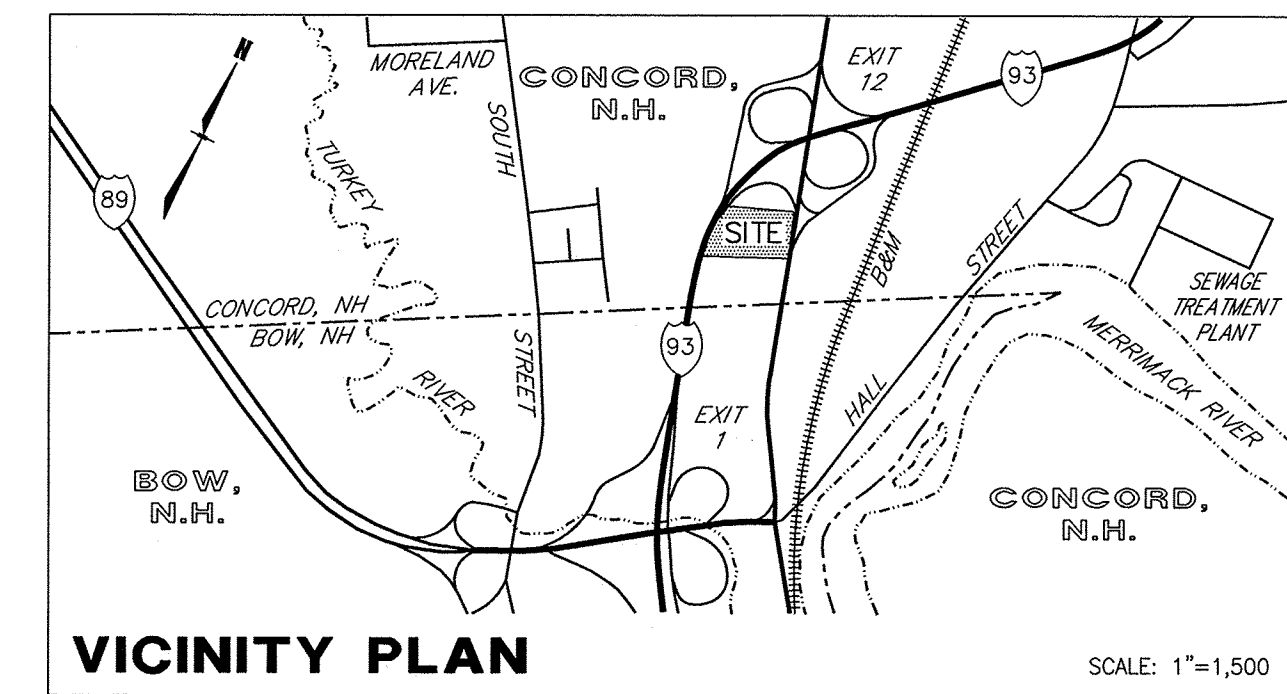 N
MORELAND
AVE.
CONCORD,
N.H.
EXIT
12
93
SOUTH
TURKEY
89
SITE
B&M
STREET
SEWAGE
TREATMENT
PLANT
CONCORD, NH
BOW, NH
93
STREET
RIVER
MERRIMACK RIVER
HALL
EXIT
1
BOW,
N.H.
CONCORD,
N.H.
VICINITY PLAN
SCALE: 1"=1,500